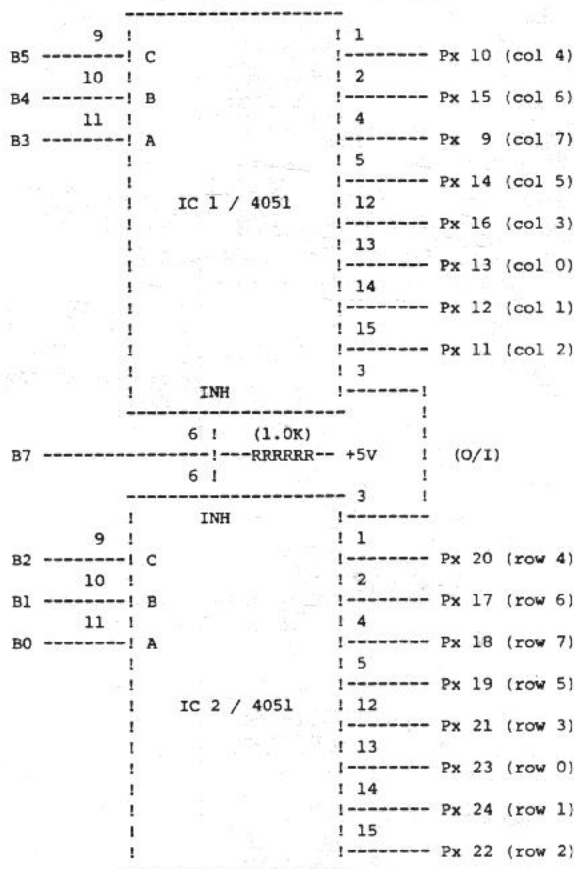 ---------------------
9 ! ! 1
B5 --------! C !-------- Px 10 (col 4)
10 ! ! 2
B4 --------! B !-------- Px 15 (col 6)
11 ! ! 4
B3 --------! A !-------- Px 9 (col 7)
! ! 5
! !-------- Px 14 (col 5)
! IC 1 / 4051 ! 12
! !-------- Px 16 (col 3)
! ! 13
! !-------- Px 13 (col 0)
! ! 14
! !-------- Px 12 (col 1)
! ! 15
! !-------- Px 11 (col 2)
! ! 3
! INH !--------!
--------------------- !
6 ! (1.0K) !
B7 ----------------!---RRRRRR-- +5V ! (O/I)
6 ! !
--------------------- 3 !
! INH !--------!
9 ! ! 1
B2 --------! C !-------- Px 20 (row 4)
10 ! ! 2
B1 --------! B !-------- Px 17 (row 6)
11 ! ! 4
B0 --------! A !-------- Px 18 (row 7)
! ! 5
! !-------- Px 19 (row 5)
! IC 2 / 4051 ! 12
! !-------- Px 21 (row 3)
! ! 13
! !-------- Px 23 (row 0)
! ! 14
! !-------- Px 24 (row 1)
! ! 15
! !-------- Px 22 (row 2)
---------------------